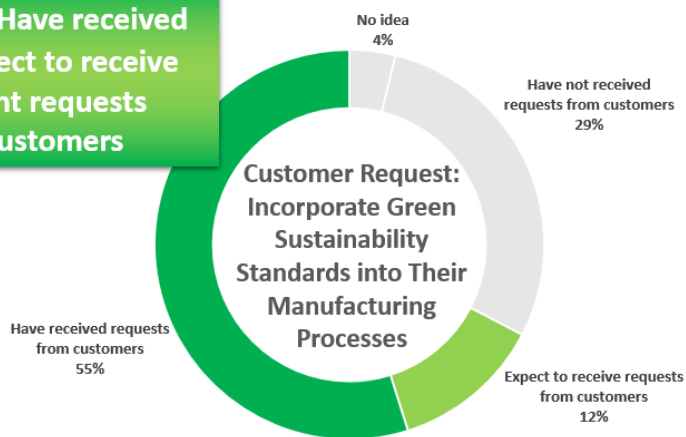 Have received
ect to receive
nt requests
ustomers
No idea
4%
Have not received
requests from customers
29%
Customer Request:
Incorporate Green
Sustainability
Standards into Their
Manufacturing
Processes
Have received requests
from customers
55%
Expect to receive requests
from customers
12%